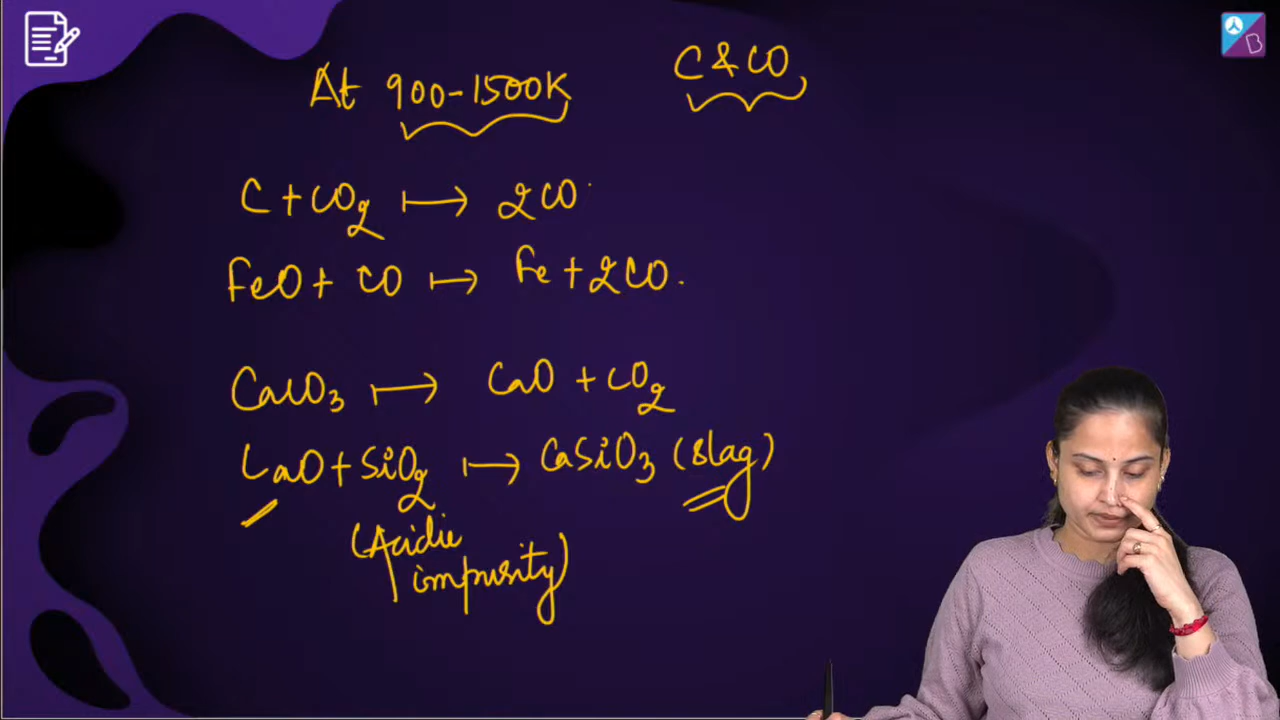 At 900-1500K C & CO
C + CO2 ⟼ 2CO
FeO + CO ⟼ Fe + 2CO.
CaCO3 ⟼ CaO + CO2
CaO + SiO2 ⟼ CaSiO3 (slag)
(Acidic
impurity)
B